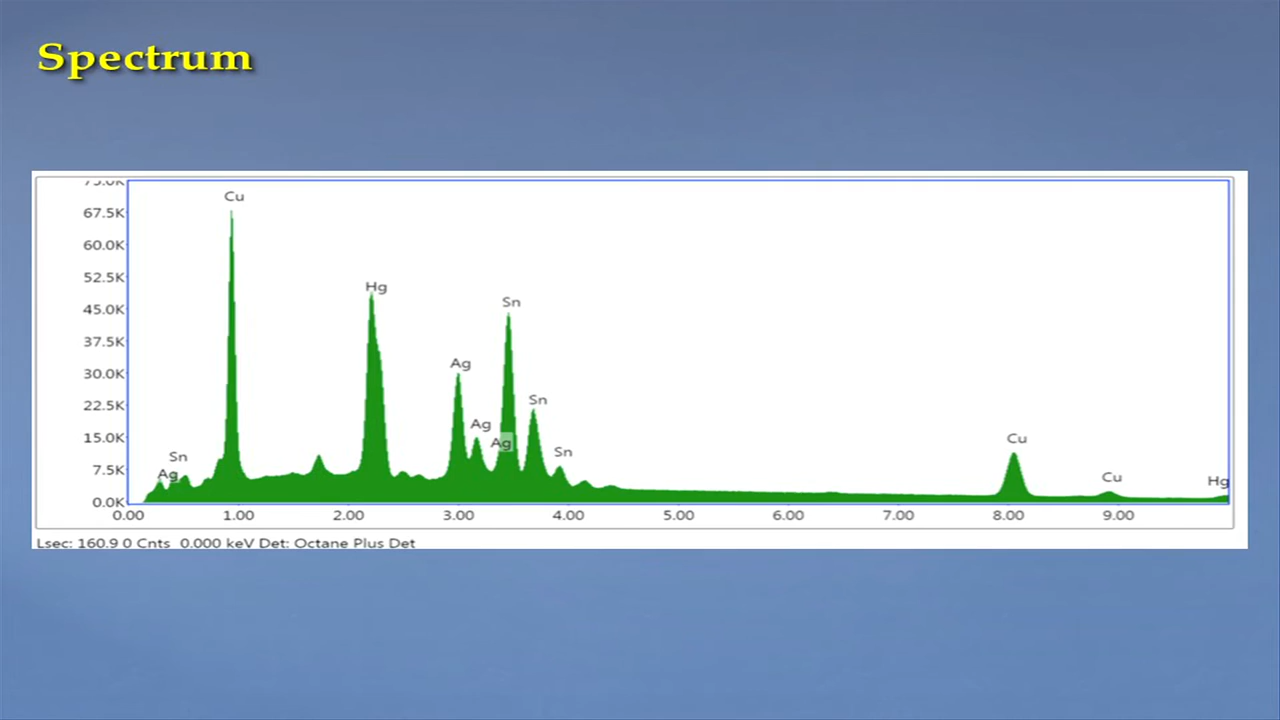 Spectrum
75.0K
67.5K
60.0K
52.5K
45.0K
37.5K
30.0K
22.5K
15.0K
7.5K
0.0K
Cu
Hg
Sn
Ag
Sn
Ag
Cu
Ag
Sn
Sn
Ag
Cu
Hg
0.00 1.00 2.00 3.00 4.00 5.00 6.00 7.00 8.00 9.00
Lsec: 160.9 0 Cnts 0.000 keV Det: Octane Plus Det